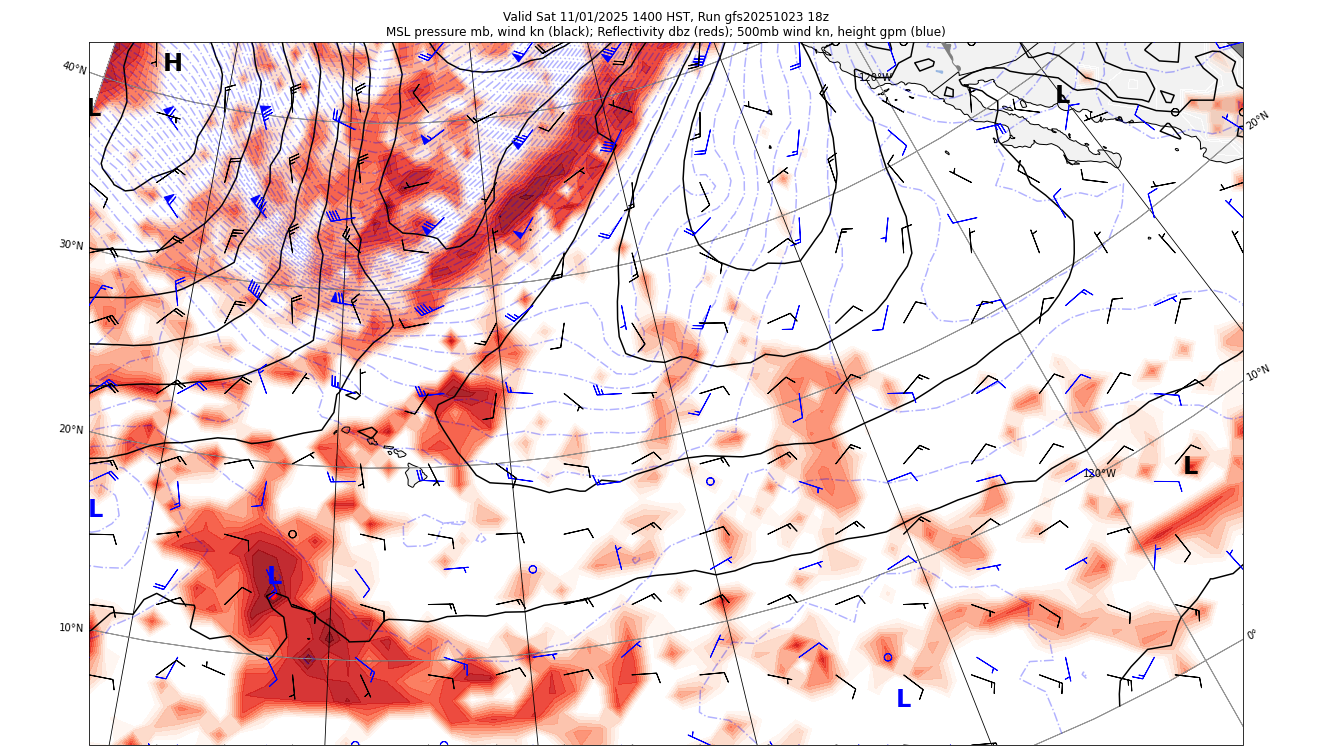 Valid Sat 11/01/2025 1400 HST, Run gfs20251023 18z
MSL pressure mb, wind kn (black); Reflectivity dbz (reds); 500mb wind kn, height gpm (blue)
H
40°N
120°W
L
L
20°N
30°N
10°N
20°N
L
120°W
L
L
10°N
0°
L